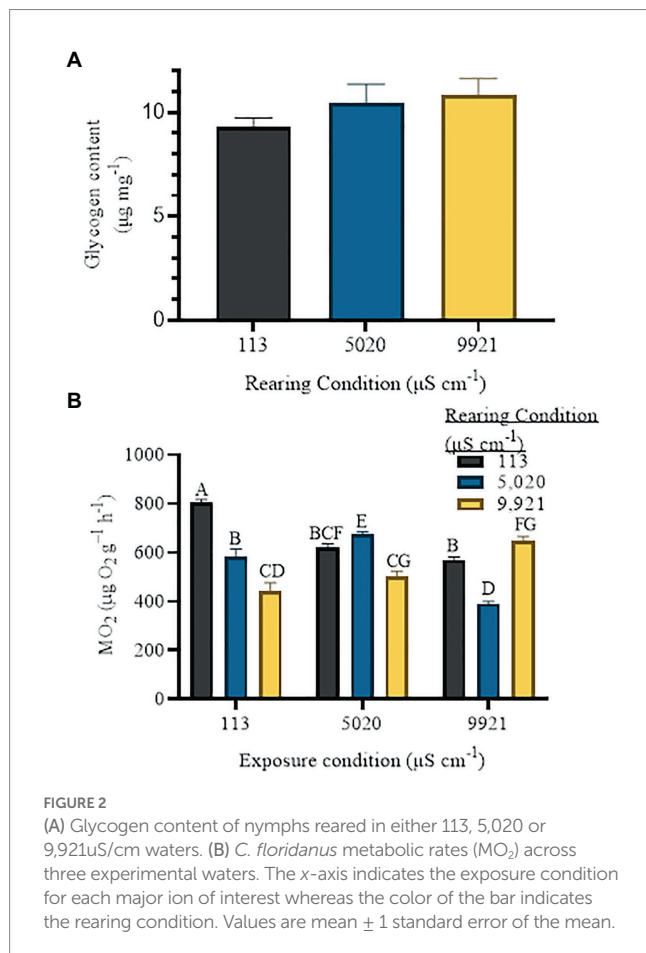 A
Glycogen content
(µg mg⁻¹)
10
5
0
113 5020 9921
Rearing Condition (µS cm⁻¹)
B
Rearing Condition
(µS cm⁻¹)
113
5,020
9,921
MO₂ (µg O₂ g⁻¹ h⁻¹)
1000
800
600
400
200
0
A B CD BCF E CG B D FG
113 5020 9921
Exposure condition (µS cm⁻¹)
FIGURE 2
(A) Glycogen content of nymphs reared in either 113, 5,020 or
9,921uS/cm waters. (B) C. floridanus metabolic rates (MO₂) across
three experimental waters. The x-axis indicates the exposure condition
for each major ion of interest whereas the color of the bar indicates
the rearing condition. Values are mean ± 1 standard error of the mean.